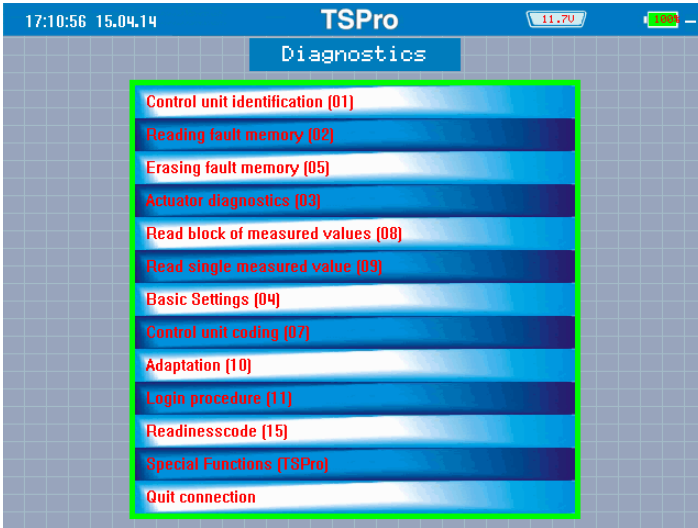 17:10:56 15.04.14 TSPro 11.7V 100%
Diagnostics
Control unit identification (01)
Reading fault memory (02)
Erasing fault memory (05)
Actuator diagnostics (03)
Read block of measured values (08)
Read single measured value (09)
Basic Settings (04)
Control unit coding (07)
Adaptation (10)
Login procedure (11)
Readinesscode (15)
Special Functions (TSPro)
Quit connection